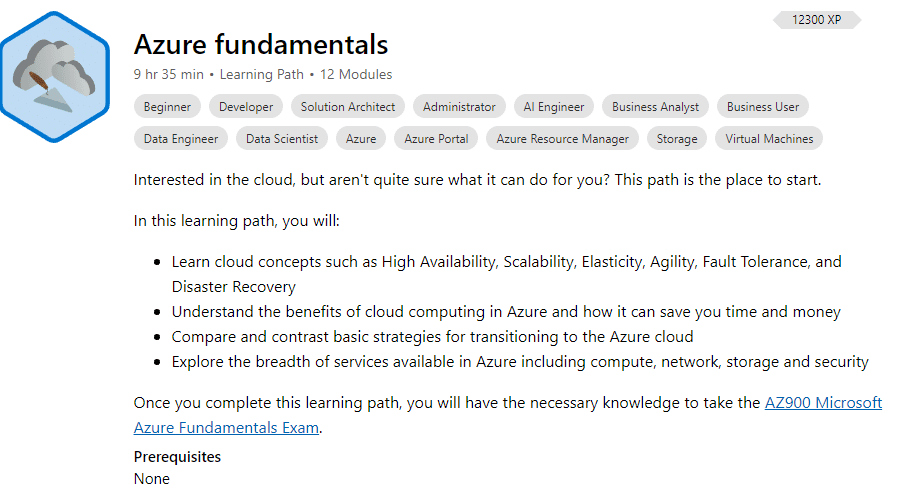 12300 XP
Azure fundamentals
9 hr 35 min • Learning Path • 12 Modules
Beginner Developer Solution Architect Administrator AI Engineer Business Analyst Business User
Data Engineer Data Scientist Azure Azure Portal Azure Resource Manager Storage Virtual Machines
Interested in the cloud, but aren't quite sure what it can do for you? This path is the place to start.
In this learning path, you will:
• Learn cloud concepts such as High Availability, Scalability, Elasticity, Agility, Fault Tolerance, and
Disaster Recovery
• Understand the benefits of cloud computing in Azure and how it can save you time and money
• Compare and contrast basic strategies for transitioning to the Azure cloud
• Explore the breadth of services available in Azure including compute, network, storage and security
Once you complete this learning path, you will have the necessary knowledge to take the AZ900 Microsoft
Azure Fundamentals Exam.
Prerequisites
None